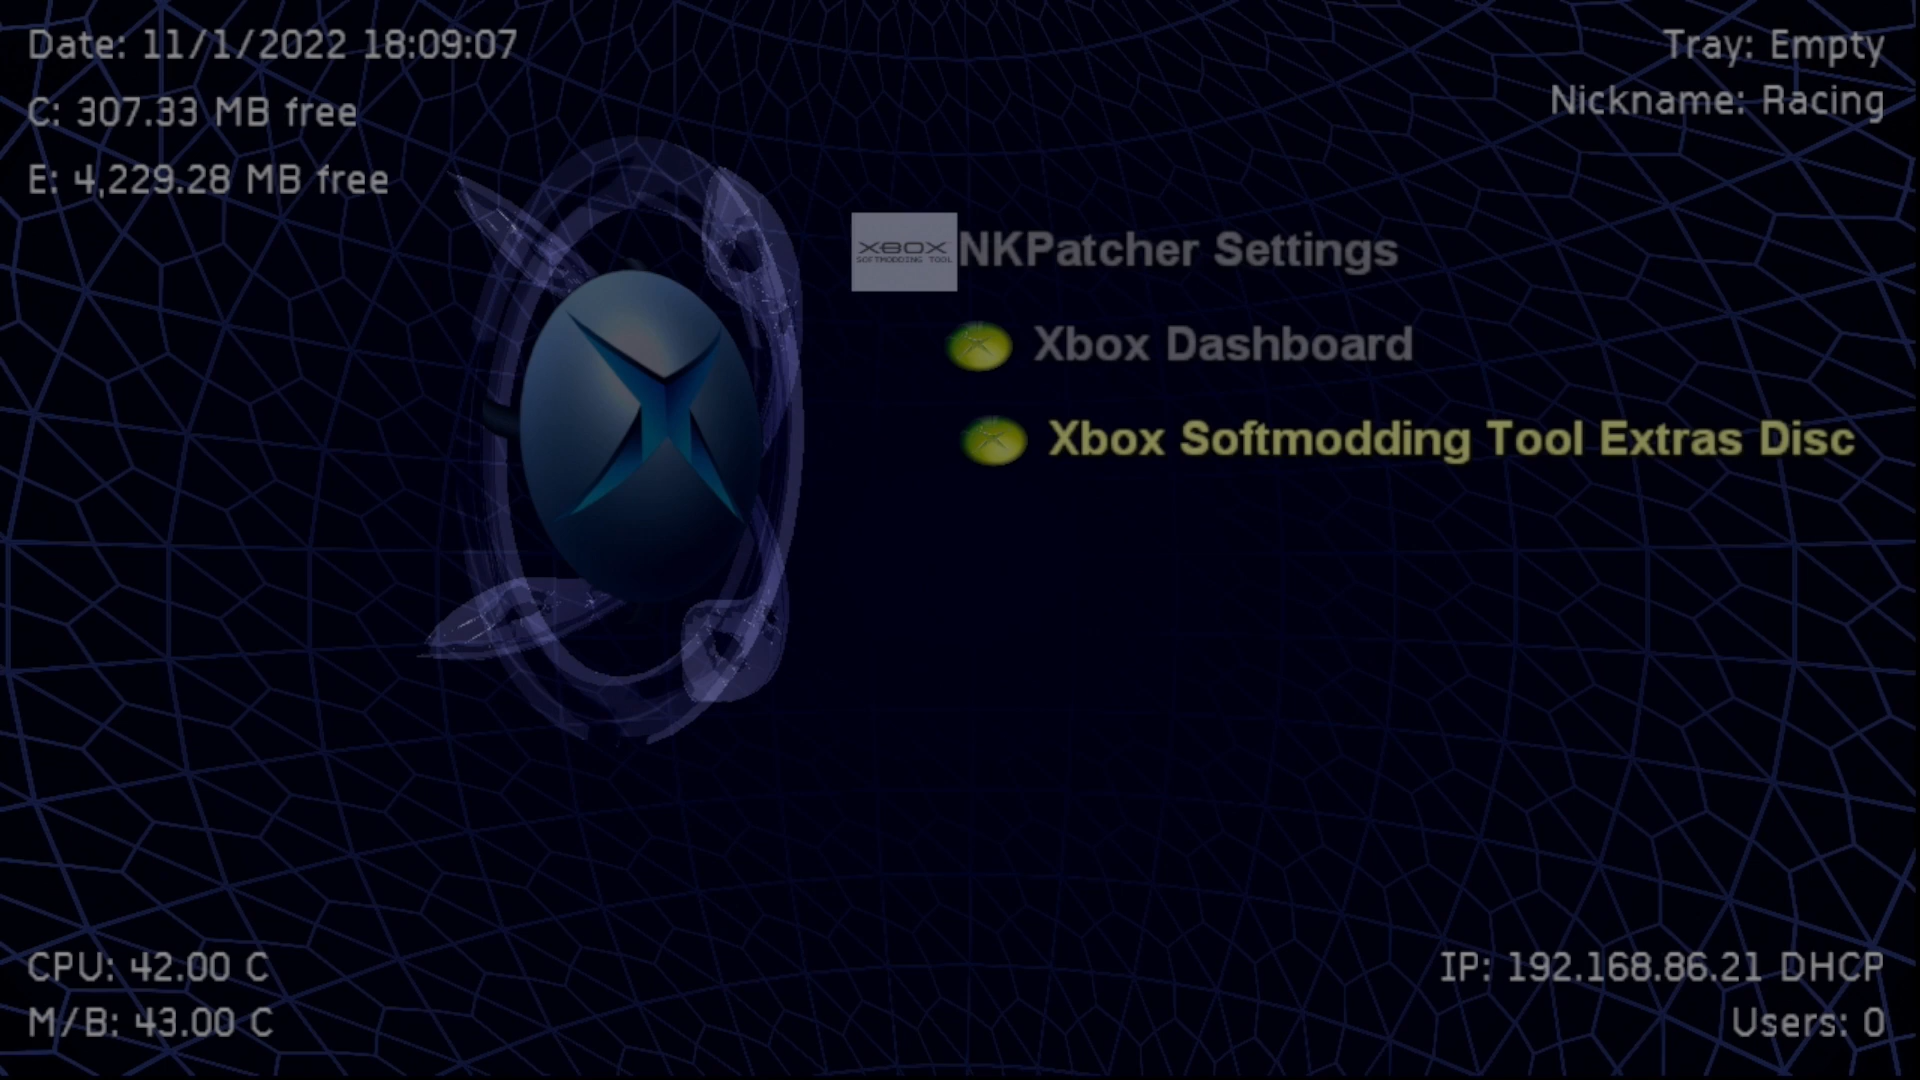 Date: 11/1/2022 18:09:07
Tray: Empty
C: 307.33 MB free
Nickname: Racing
E: 4,229.28 MB free
XBOX
SOFTMODDING TOOL
NKPatcher Settings
Xbox Dashboard
Xbox Softmodding Tool Extras Disc
CPU: 42.00 C
IP: 192.168.86.21 DHCP
M/B: 43.00 C
Users: 0